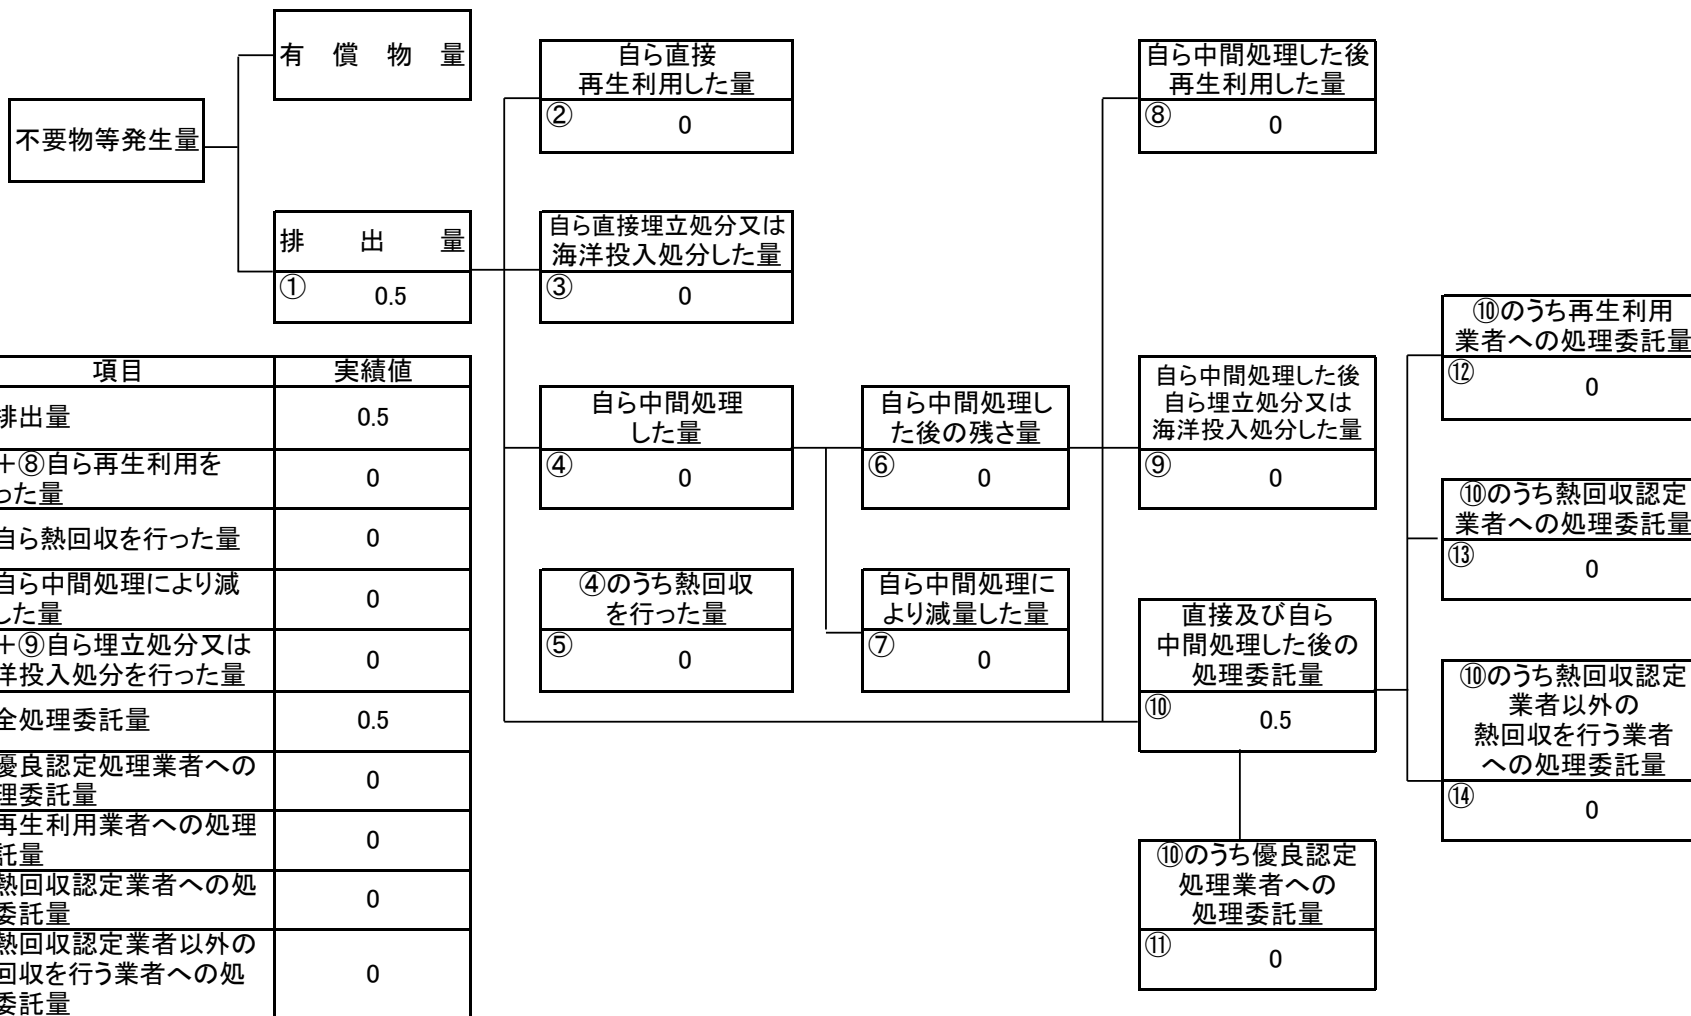 有償物量
不要物等発生量
排出量
① 0.5
自ら直接
再生利用した量
② 0
自ら直接埋立処分又は
海洋投入処分した量
③ 0
自ら中間処理
した量
④ 0
④のうち熱回収
を行った量
⑤ 0
自ら中間処理し
た後の残さ量
⑥ 0
自ら中間処理に
より減量した量
⑦ 0
自ら中間処理した後
再生利用した量
⑧ 0
自ら中間処理した後
自ら埋立処分又は
海洋投入処分した量
⑨ 0
直接及び自ら
中間処理した後の
処理委託量
⑩ 0.5
⑩のうち優良認定
処理業者への
処理委託量
⑪ 0
⑩のうち再生利用
業者への処理委託量
⑫ 0
⑩のうち熱回収認定
業者への処理委託量
⑬ 0
⑩のうち熱回収認定
業者以外の
熱回収を行う業者
への処理委託量
⑭ 0
項目 実績値
排出量 0.5
+⑧自ら再生利用を
った量 0
自ら熱回収を行った量 0
自ら中間処理により減
した量 0
+⑨自ら埋立処分又は
洋投入処分を行った量 0
全処理委託量 0.5
優良認定処理業者への
理委託量 0
再生利用業者への処理
託量 0
熱回収認定業者への処
委託量 0
熱回収認定業者以外の
回収を行う業者への処
委託量 0